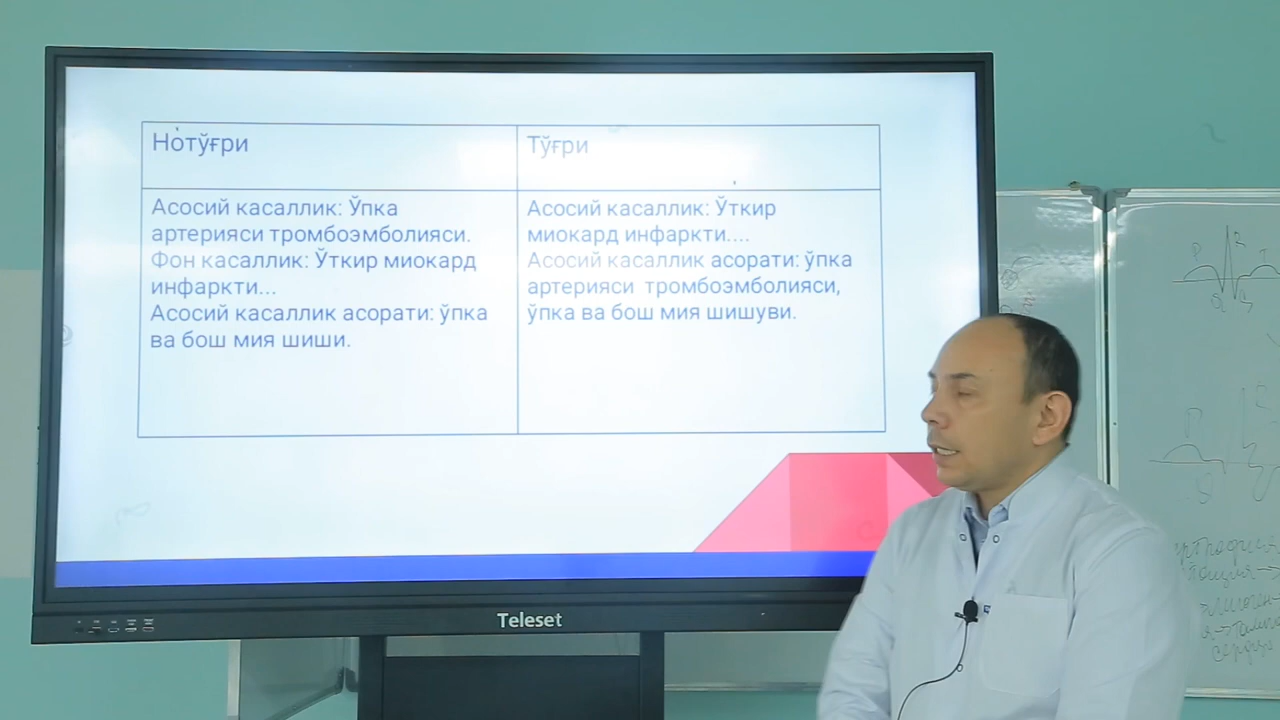 Нотўғри
Тўғри
Асосий касаллик: Ўпка
артерияси тромбоэмболияси.
Фон касаллик: Ўткир миокард
инфаркти...
Асосий касаллик асорати: ўпка
ва бош мия шиши.
Асосий касаллик: Ўткир
миокард инфаркти....
Асосий касаллик асорати: ўпка
артерияси тромбоэмболияси,
ўпка ва бош мия шишуви.
Teleset
P
R
T
Q
S
P